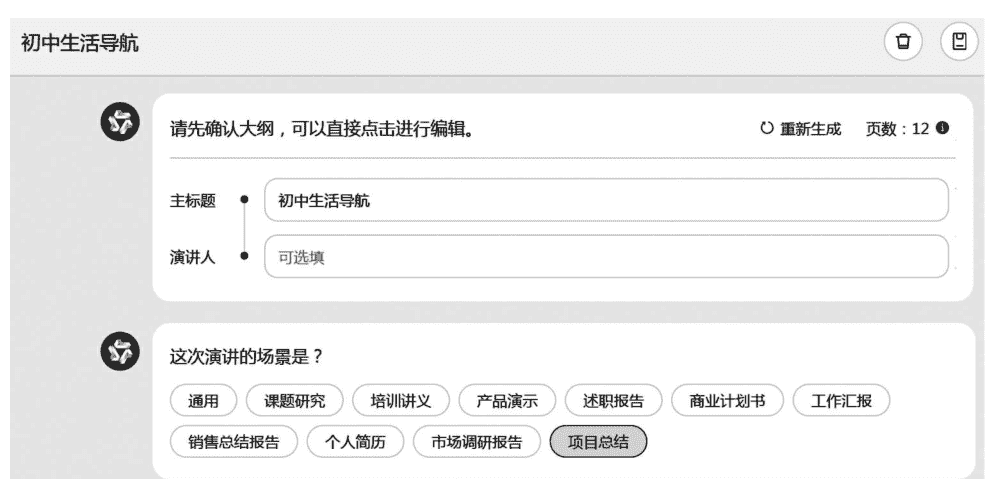 初中生活导航
请先确认大纲，可以直接点击进行编辑。 重新生成 页数：12
主标题 初中生活导航
演讲人 可选填
这次演讲的场景是？
通用 课题研究 培训讲义 产品演示 述职报告 商业计划书 工作汇报
销售总结报告 个人简历 市场调研报告 项目总结